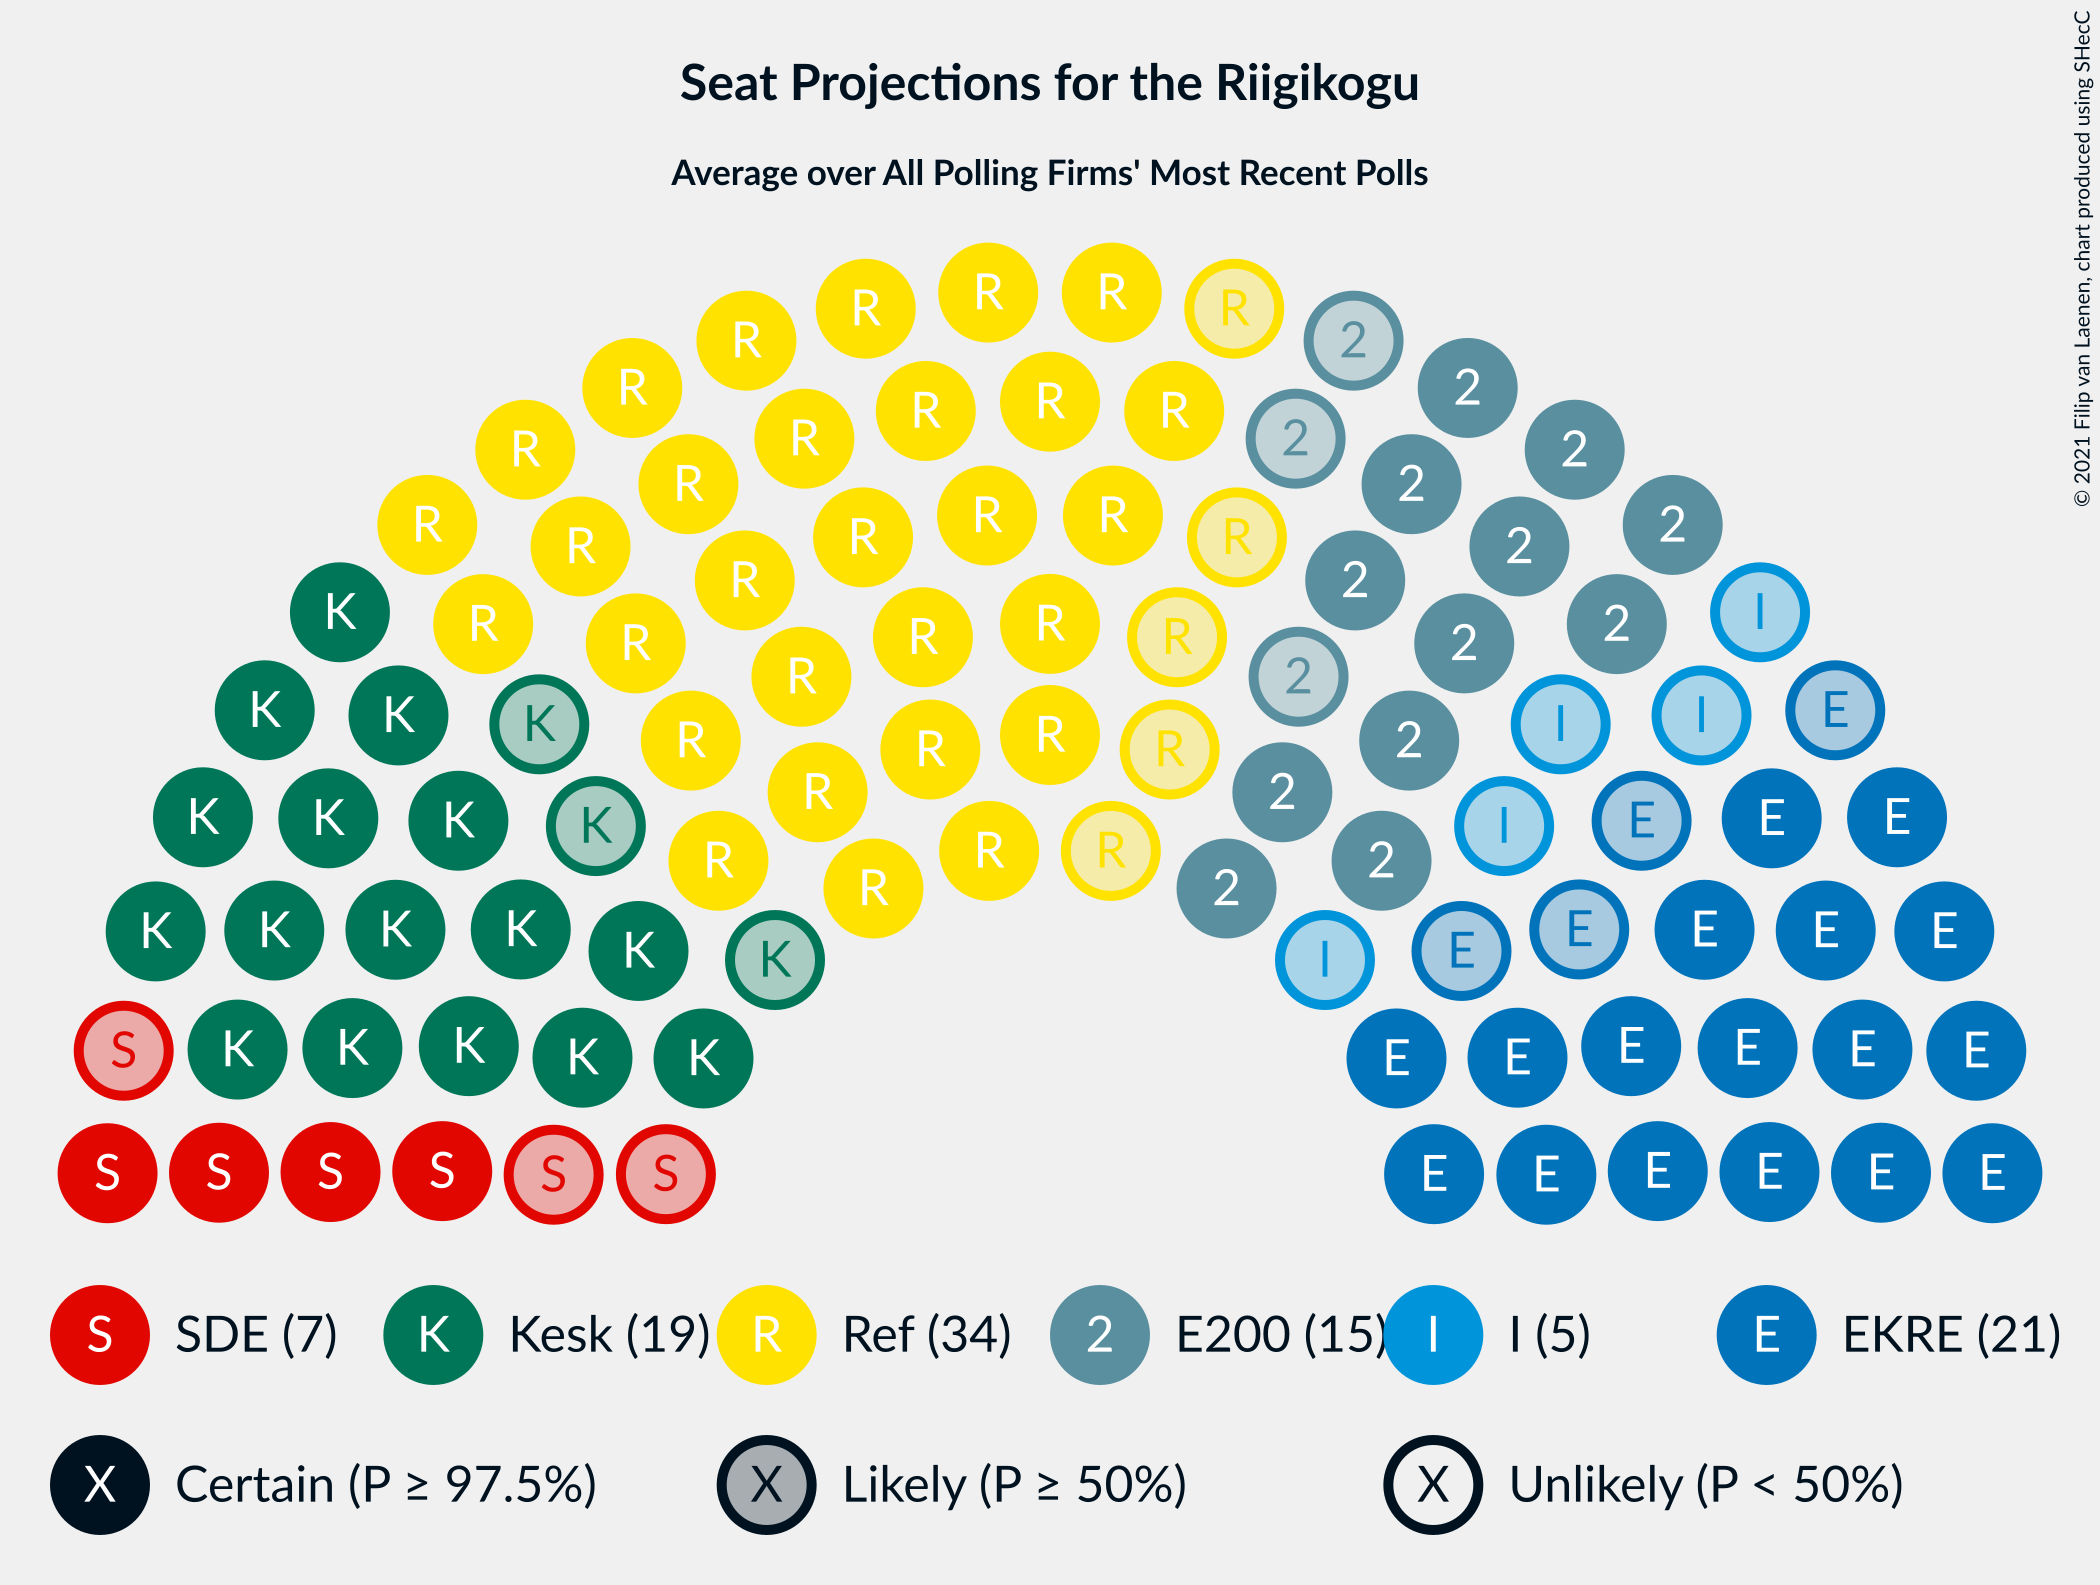 Seat Projections for the Riigikogu
Average over All Polling Firms' Most Recent Polls
© 2021 Filip van Laenen, chart produced using SHecC
R R R R 2
R R 2
R R R 2
R R R 2 2
R R 2
R R R R 2
R R 2
R R R 2 2
K R R R R R 2 2 I
R R 2
K K K R R R R I I E
R 2
K K K K R R 2 I E E E
R R 2
K K K K K K I E E E E E
S K K K K K E E E E E E
S S S S S S E E E E E E
S SDE (7) K Kesk (19) R Ref (34) 2 E200 (15) I I (5) E EKRE (21)
X Certain (P ≥ 97.5%) X Likely (P ≥ 50%) X Unlikely (P < 50%)